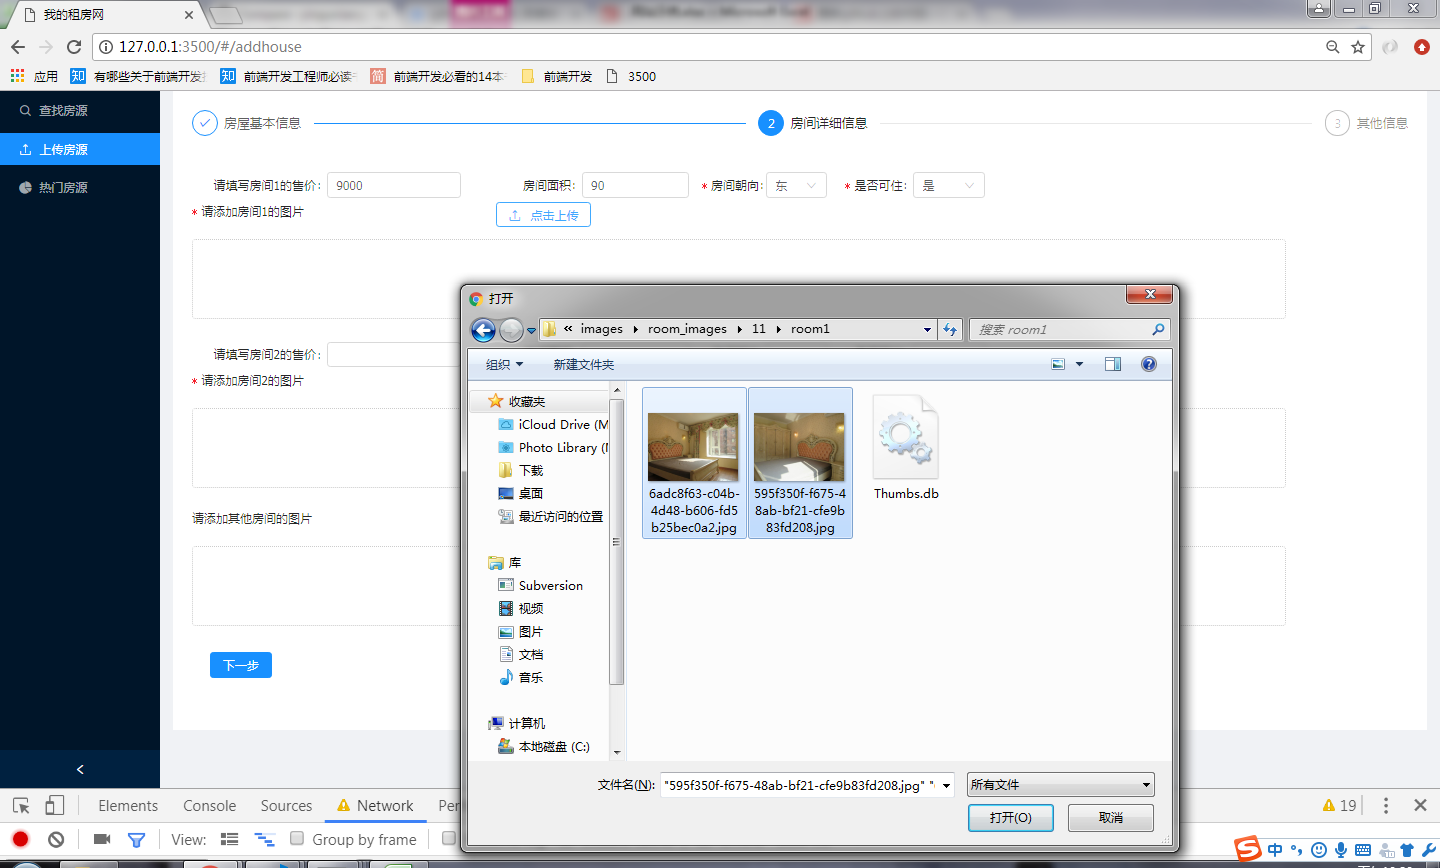 我的租房网
127.0.0.1:3500/#/addhouse
应用 有哪些关于前端开发 前端开发工程师必读 前端开发必看的14本 前端开发 3500
查找房源
上传房源
热门房源
房屋基本信息 2 房间详细信息 3 其他信息
请填写房间1的售价: 9000 房间面积: 90 * 房间朝向: 东 * 是否可住: 是
* 请添加房间1的图片 点击上传
请填写房间2的售价:
* 请添加房间2的图片
请添加其他房间的图片
下一步
打开
« images room_images 11 room1 搜索 room1
组织 新建文件夹
收藏夹
iCloud Drive (M
Photo Library (
下载
桌面
最近访问的位置
库
Subversion
视频
图片
文档
音乐
计算机
本地磁盘 (C:)
6adc8f63-c04b-
4d48-b606-fd5
b25bec0a2.jpg
595f350f-f675-4
8ab-bf21-cfe9b
83fd208.jpg
Thumbs.db
文件名(N): "595f350f-f675-48ab-bf21-cfe9b83fd208.jpg" " 所有文件
打开(O) 取消
Elements Console Sources Network 19
View: Group by frame
中